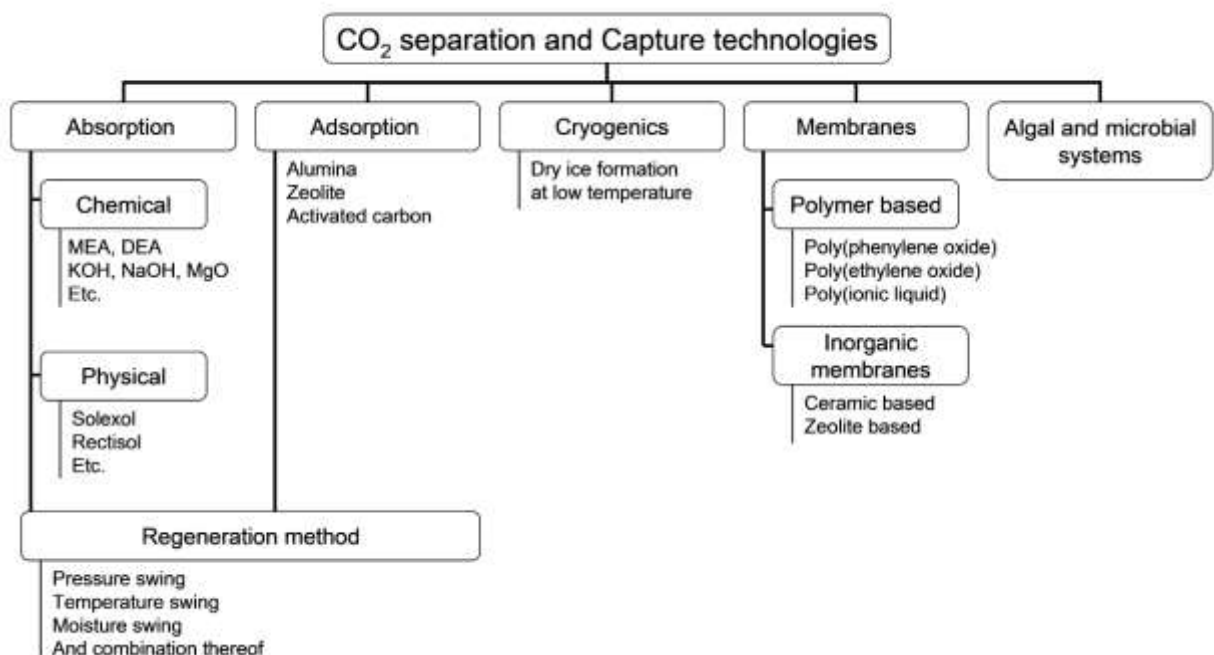 CO2 separation and Capture technologies
Absorption
Chemical
MEA, DEA
KOH, NaOH, MgO
Etc.
Physical
Solexol
Rectisol
Etc.
Adsorption
Alumina
Zeolite
Activated carbon
Regeneration method
Pressure swing
Temperature swing
Moisture swing
And combination thereof
Cryogenics
Dry ice formation
at low temperature
Membranes
Polymer based
Poly(phenylene oxide)
Poly(ethylene oxide)
Poly(ionic liquid)
Inorganic
membranes
Ceramic based
Zeolite based
Algal and microbial
systems